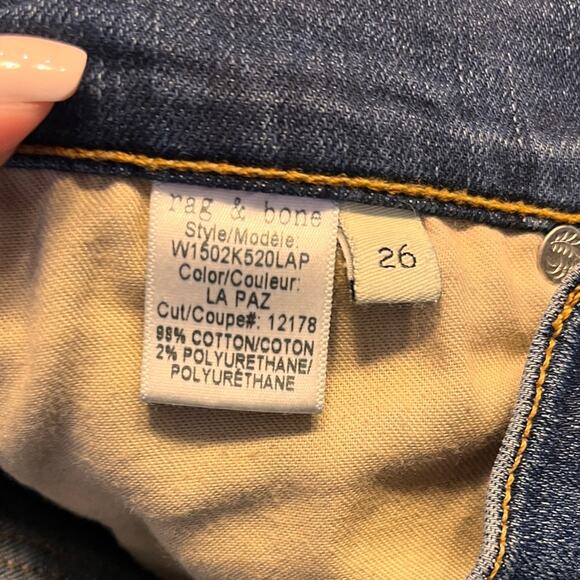 rag & bone
Style/Modèle:
W1502K520LAP
Color/Couleur:
LA PAZ
Cut/Coupe#: 12178
98% COTTON/COTON
2% POLYURETHANE/
POLYURÉTHANE
26